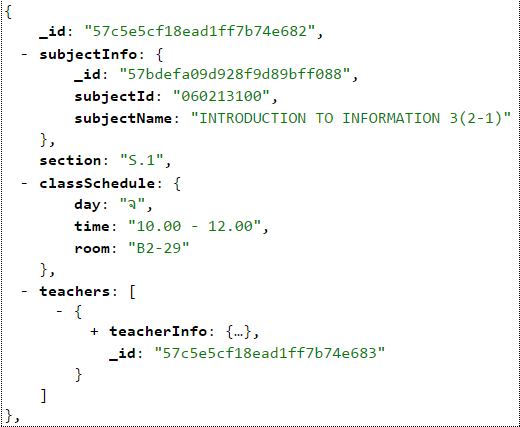 {
_id: "57c5e5cf18ead1ff7b74e682",
- subjectInfo: {
_id: "57bdefa09d928f9d89bff088",
subjectId: "060213100",
subjectName: "INTRODUCTION TO INFORMATION 3(2-1)"
},
section: "S.1",
- classSchedule: {
day: "จ",
time: "10.00 - 12.00",
room: "B2-29"
},
- teachers: [
- {
+ teacherInfo: {…},
_id: "57c5e5cf18ead1ff7b74e683"
}
]
},